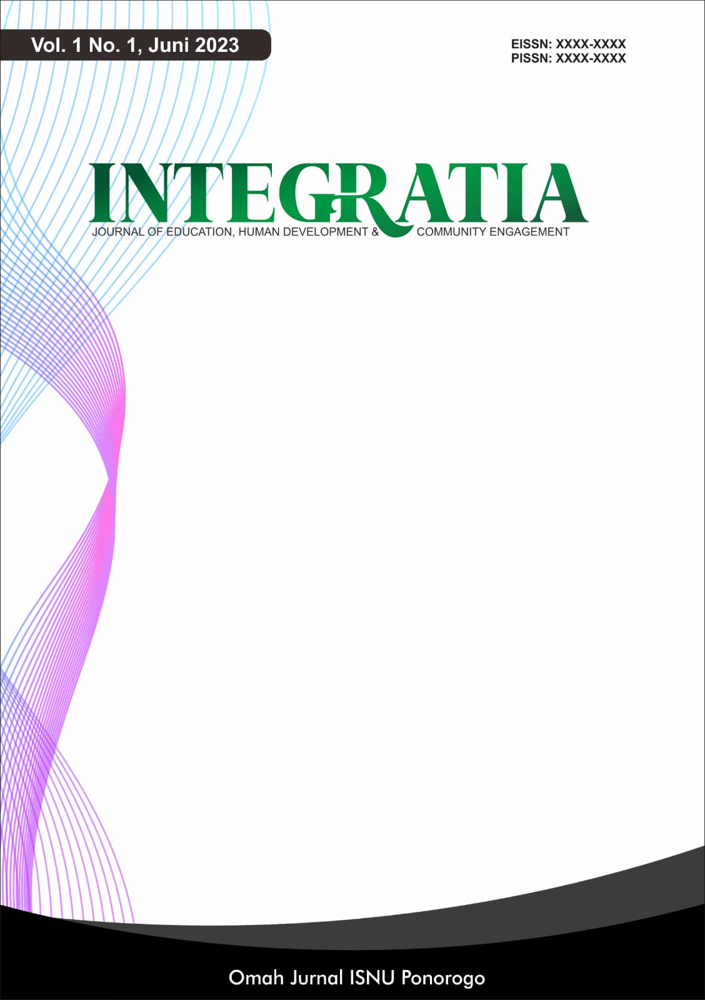 Vol. 1 No. 1, Juni 2023
EISSN: XXXX-XXXX
PISSN: XXXX-XXXX
INTEGRATIA
JOURNAL OF EDUCATION, HUMAN DEVELOPMENT & COMMUNITY ENGAGEMENT
Omah Jurnal ISNU Ponorogo